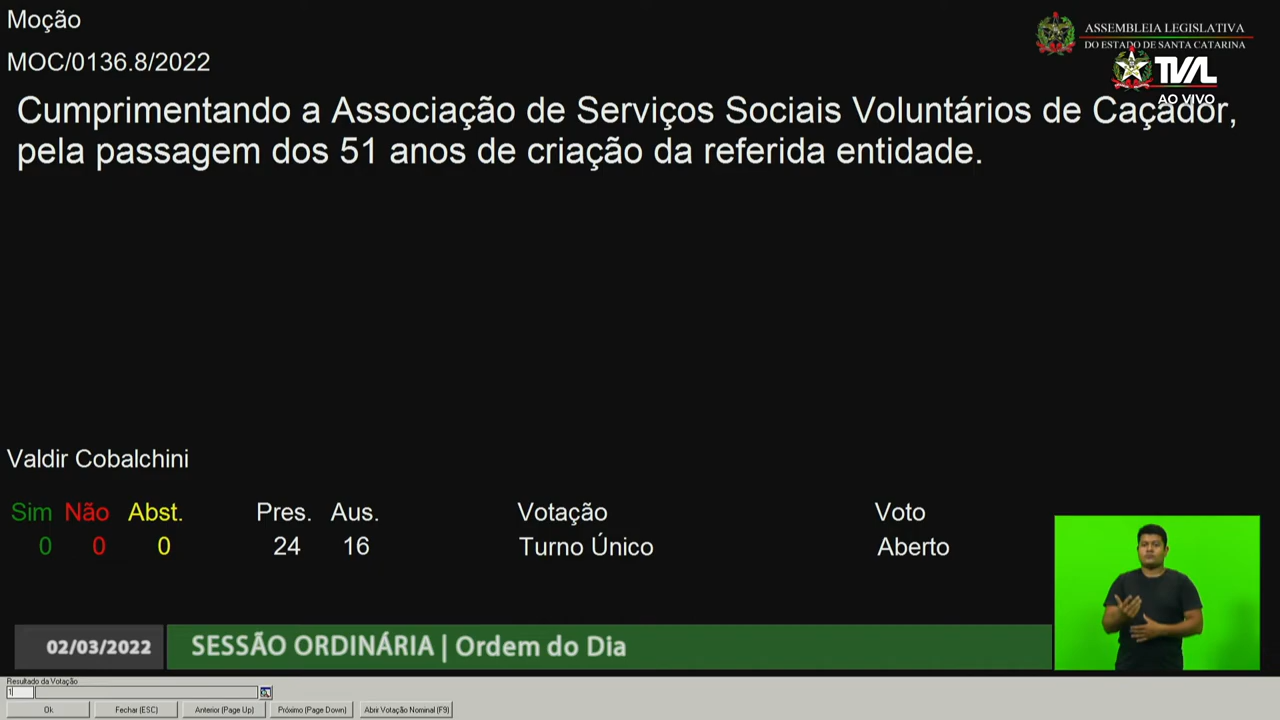 Moção
MOC/0136.8/2022
ASSEMBLEIA LEGISLATIVA
DO ESTADO DE SANTA CATARINA
TVAL
AO VIVO
Cumprimentando a Associação de Serviços Sociais Voluntários de Caçador,
pela passagem dos 51 anos de criação da referida entidade.
Valdir Cobalchini
Sim Não Abst. Pres. Aus. Votação Voto
0 0 0 24 16 Turno Único Aberto
02/03/2022 SESSÃO ORDINÁRIA | Ordem do Dia
Resultado da Votação
1
Ok Fechar (ESC) Anterior (Page Up) Próximo (Page Down) Abrir Votação Nominal (F9)